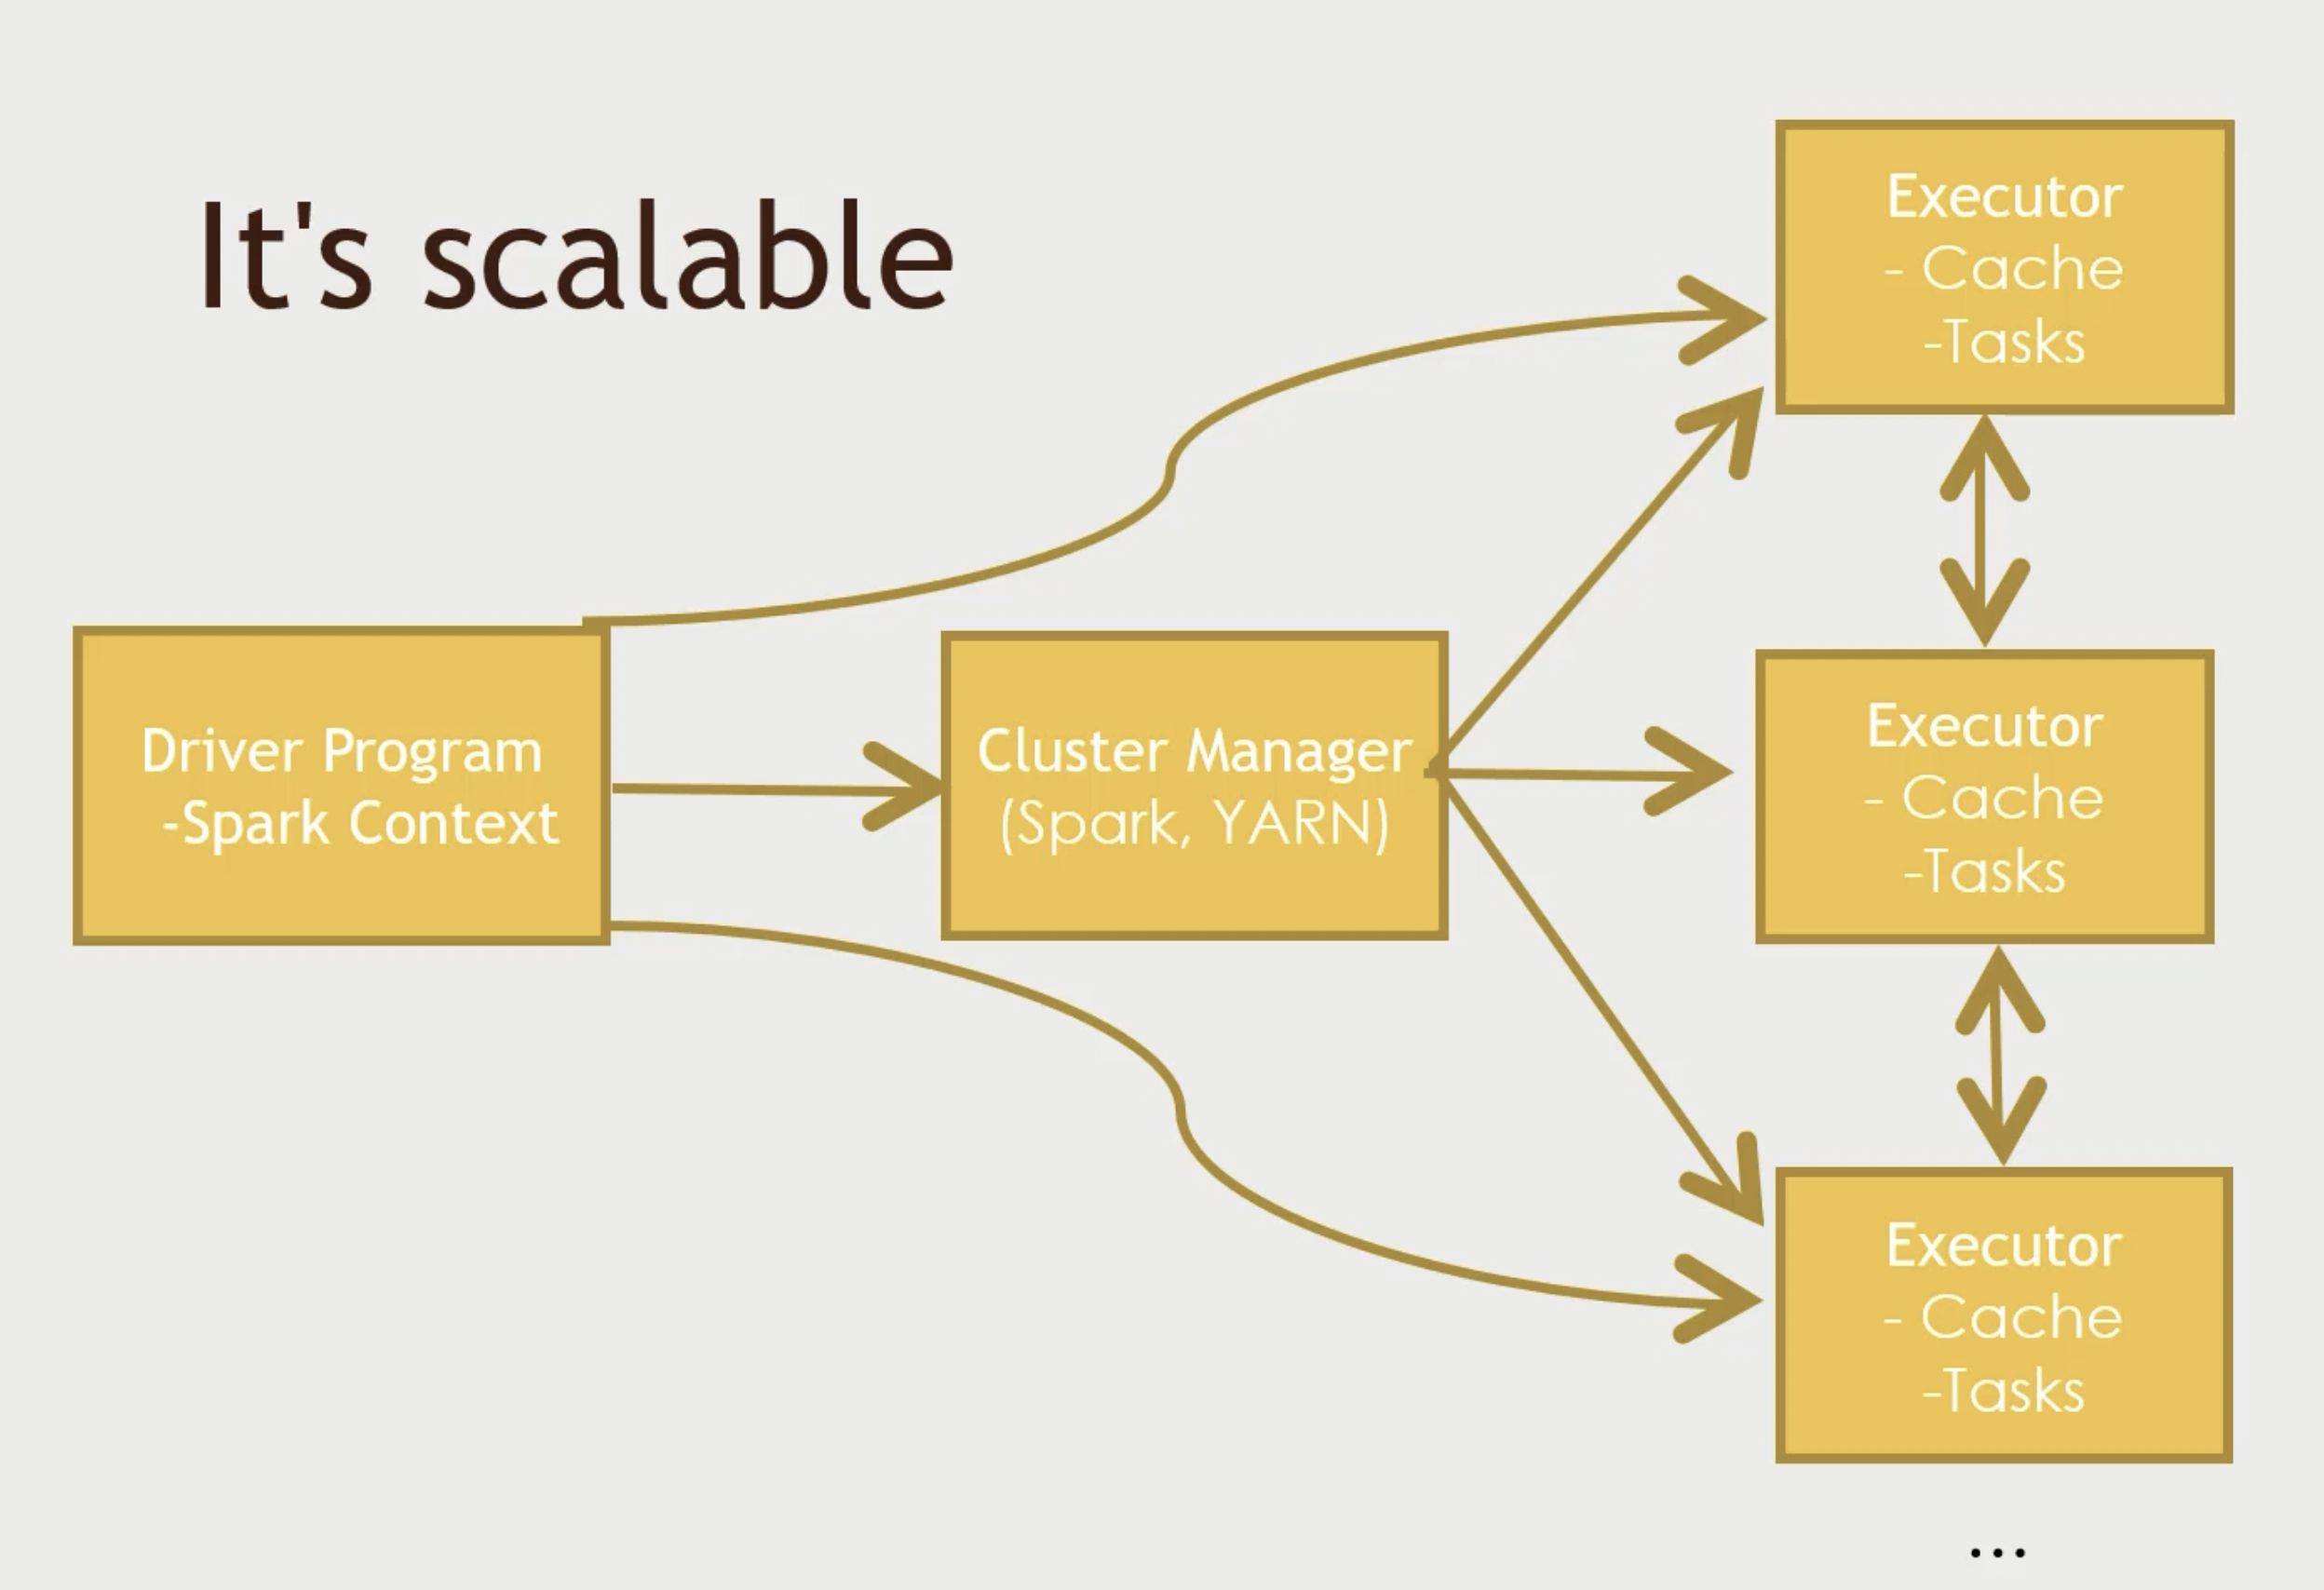 It's scalable
Executor
- Cache
-Tasks
Driver Program
-Spark Context
Cluster Manager
(Spark, YARN)
Executor
- Cache
-Tasks
Executor
- Cache
-Tasks
...